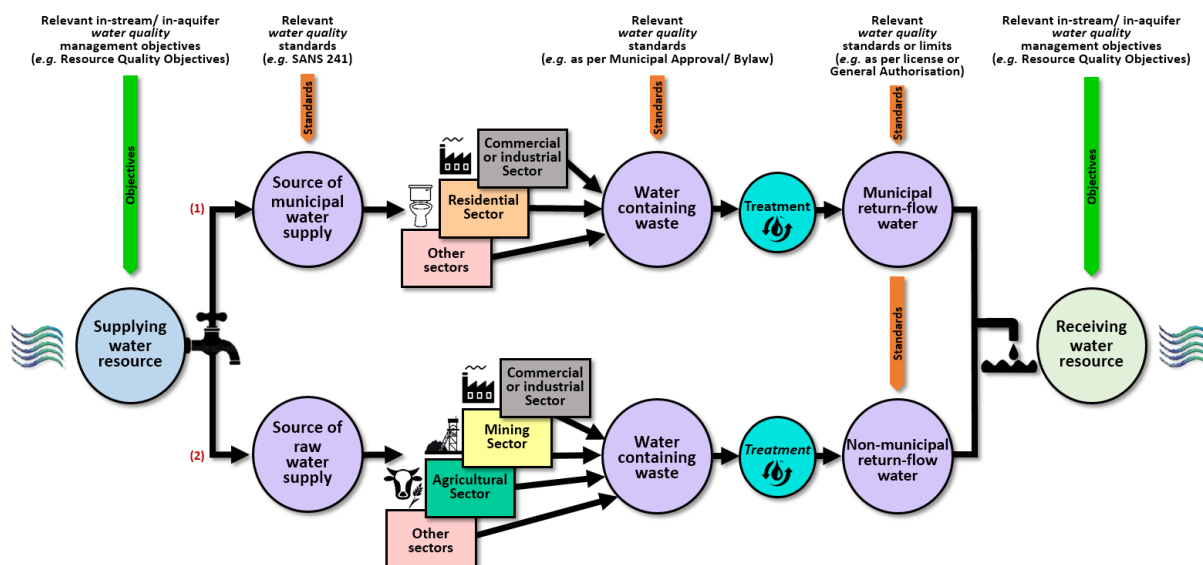 Relevant in-stream/ in-aquifer
water quality
management objectives
(e.g. Resource Quality Objectives)
Relevant
water quality
standards
(e.g. SANS 241)
Relevant
water quality
standards
(e.g. as per Municipal Approval/ Bylaw)
Relevant
water quality
standards or limits
(e.g. as per license or
General Authorisation)
Relevant in-stream/ in-aquifer
water quality
management objectives
(e.g. Resource Quality Objectives)
Objectives
Standards
Standards
Standards
Objectives
(1)
Source of
municipal
water
supply
Commercial
or industrial
Sector
Residential
Sector
Other
sectors
Water
containing
waste
Treatment
Municipal
return-flow
water
Standards
Supplying
water
resource
Receiving
water
resource
(2)
Source of
raw
water
supply
Commercial
or industrial
Sector
Mining
Sector
Agricultural
Sector
Other
sectors
Water
containing
waste
Treatment
Non-municipal
return-flow
water